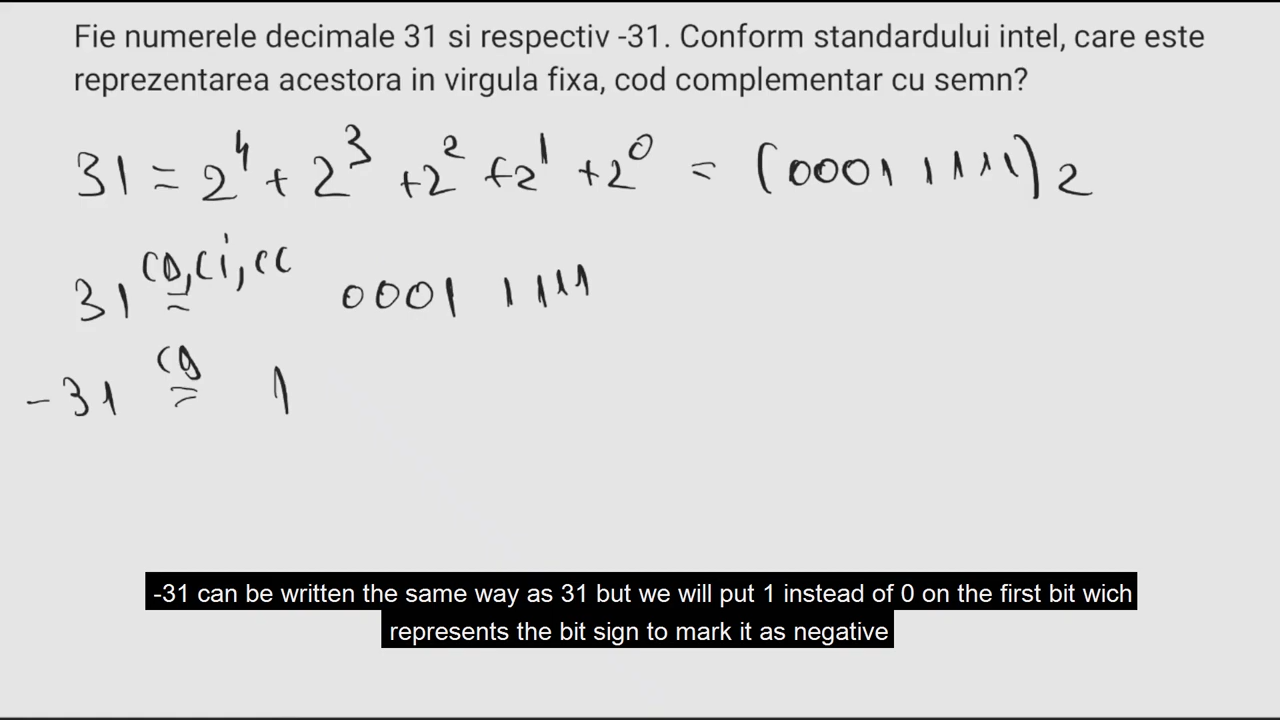 Fie numerele decimale 31 si respectiv -31. Conform standardului intel, care este
reprezentarea acestora in virgula fixa, cod complementar cu semn?
31 = 2^4 + 2^3 + 2^2 + 2^1 + 2^0 = (0001 1111)2
CD, Ci, CC
31 = 0001 1111
CD
-31 = 1
-31 can be written the same way as 31 but we will put 1 instead of 0 on the first bit wich
represents the bit sign to mark it as negative